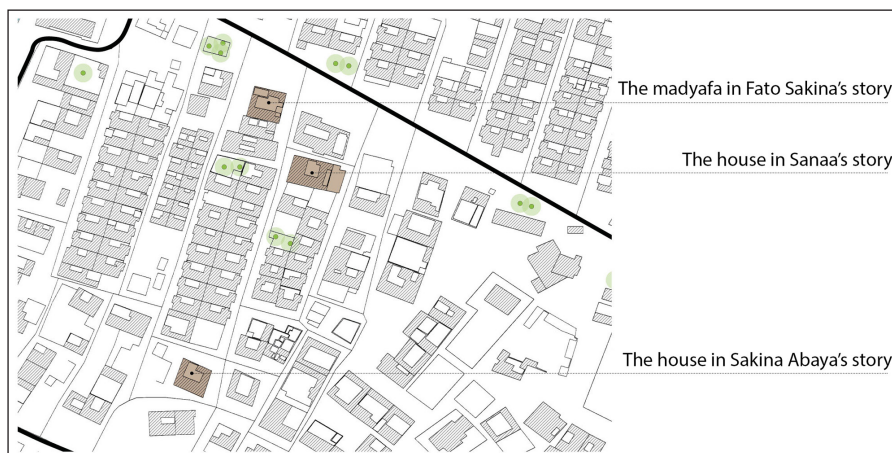 The madyafa in Fato Sakina’s story
The house in Sanaa’s story
The house in Sakina Abaya’s story